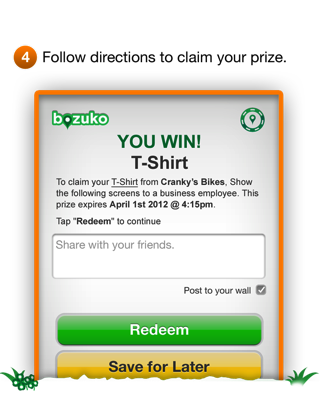 4 Follow directions to claim your prize.
bozuko
YOU WIN!
T-Shirt
To claim your T-Shirt from Cranky's Bikes, Show
the following screens to a business employee. This
prize expires April 1st 2012 @ 4:15pm.
Tap "Redeem" to continue
Share with your friends.
Post to your wall
Redeem
Save for Later